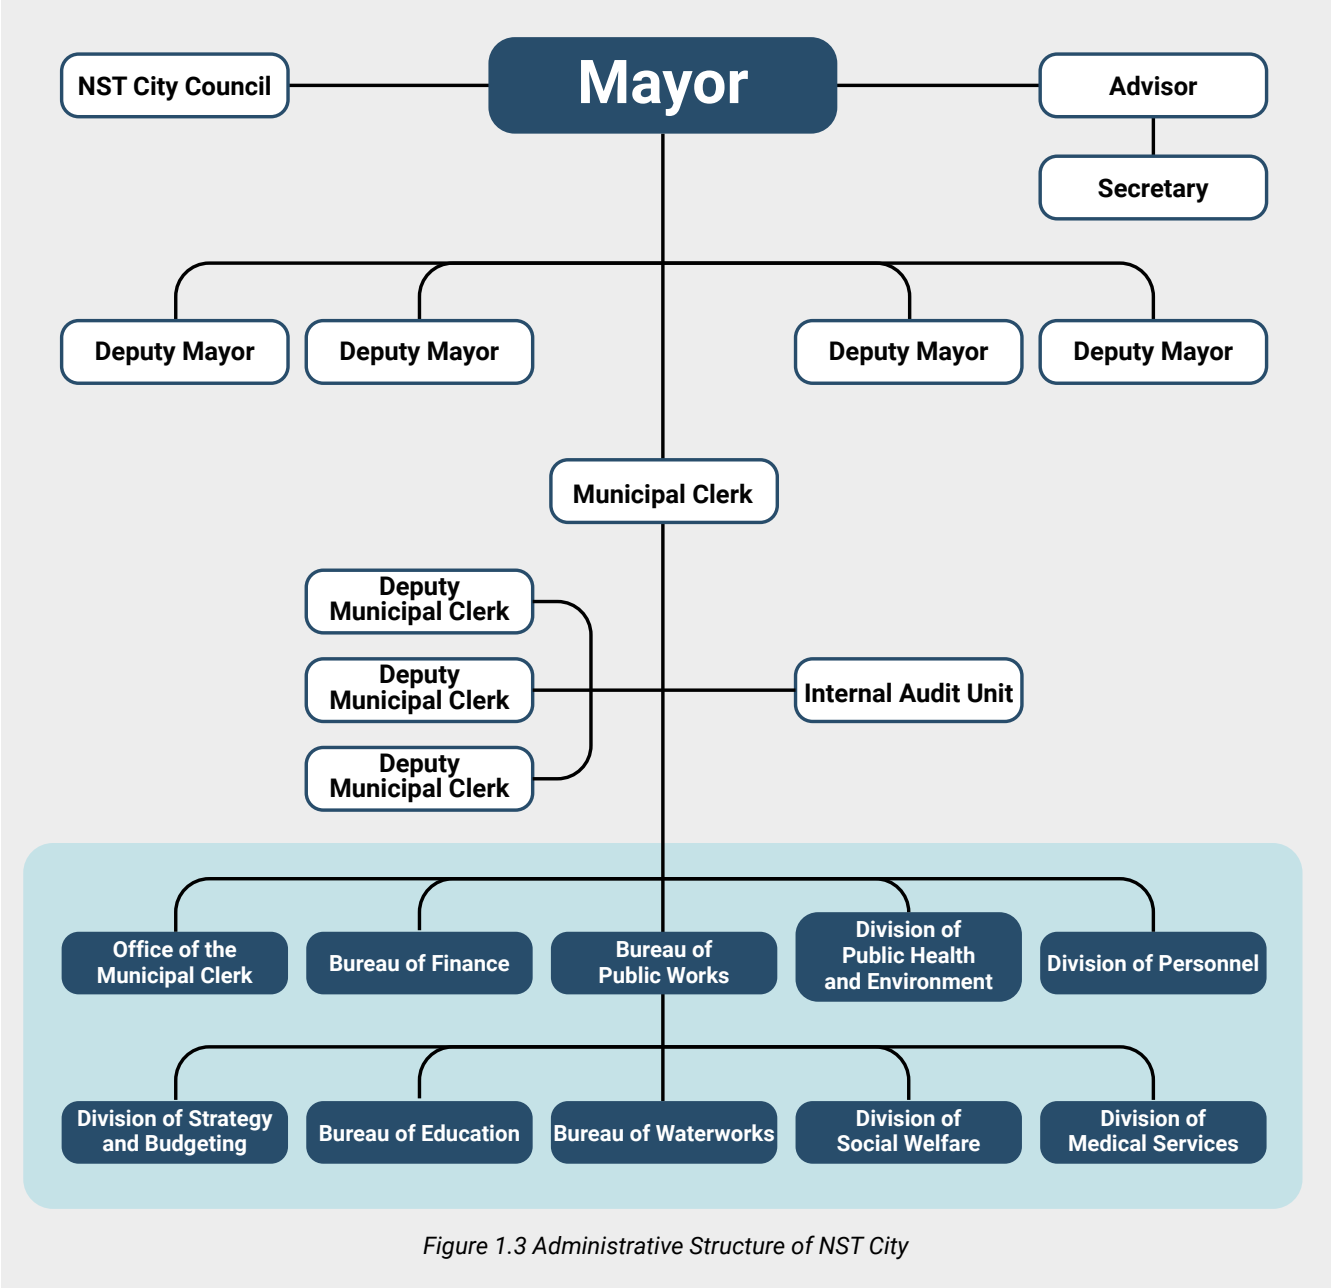 NST City Council
Mayor
Advisor
Secretary
Deputy Mayor
Deputy Mayor
Deputy Mayor
Deputy Mayor
Municipal Clerk
Deputy
Municipal Clerk
Deputy
Municipal Clerk
Internal Audit Unit
Deputy
Municipal Clerk
Office of the
Municipal Clerk
Bureau of Finance
Bureau of
Public Works
Division of
Public Health
and Environment
Division of Personnel
Division of Strategy
and Budgeting
Bureau of Education
Bureau of Waterworks
Division of
Social Welfare
Division of
Medical Services
Figure 1.3 Administrative Structure of NST City